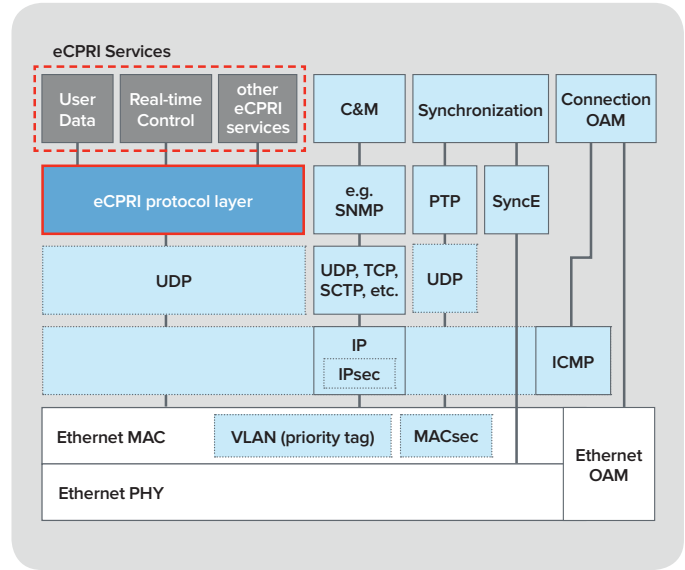 eCPRI Services
User
Data
Real-time
Control
other
eCPRI
services
C&M
Synchronization
Connection
OAM
eCPRI protocol layer
e.g.
SNMP
PTP
SyncE
UDP
UDP, TCP,
SCTP, etc.
UDP
IP
IPsec
ICMP
Ethernet MAC
VLAN (priority tag)
MACsec
Ethernet
OAM
Ethernet PHY